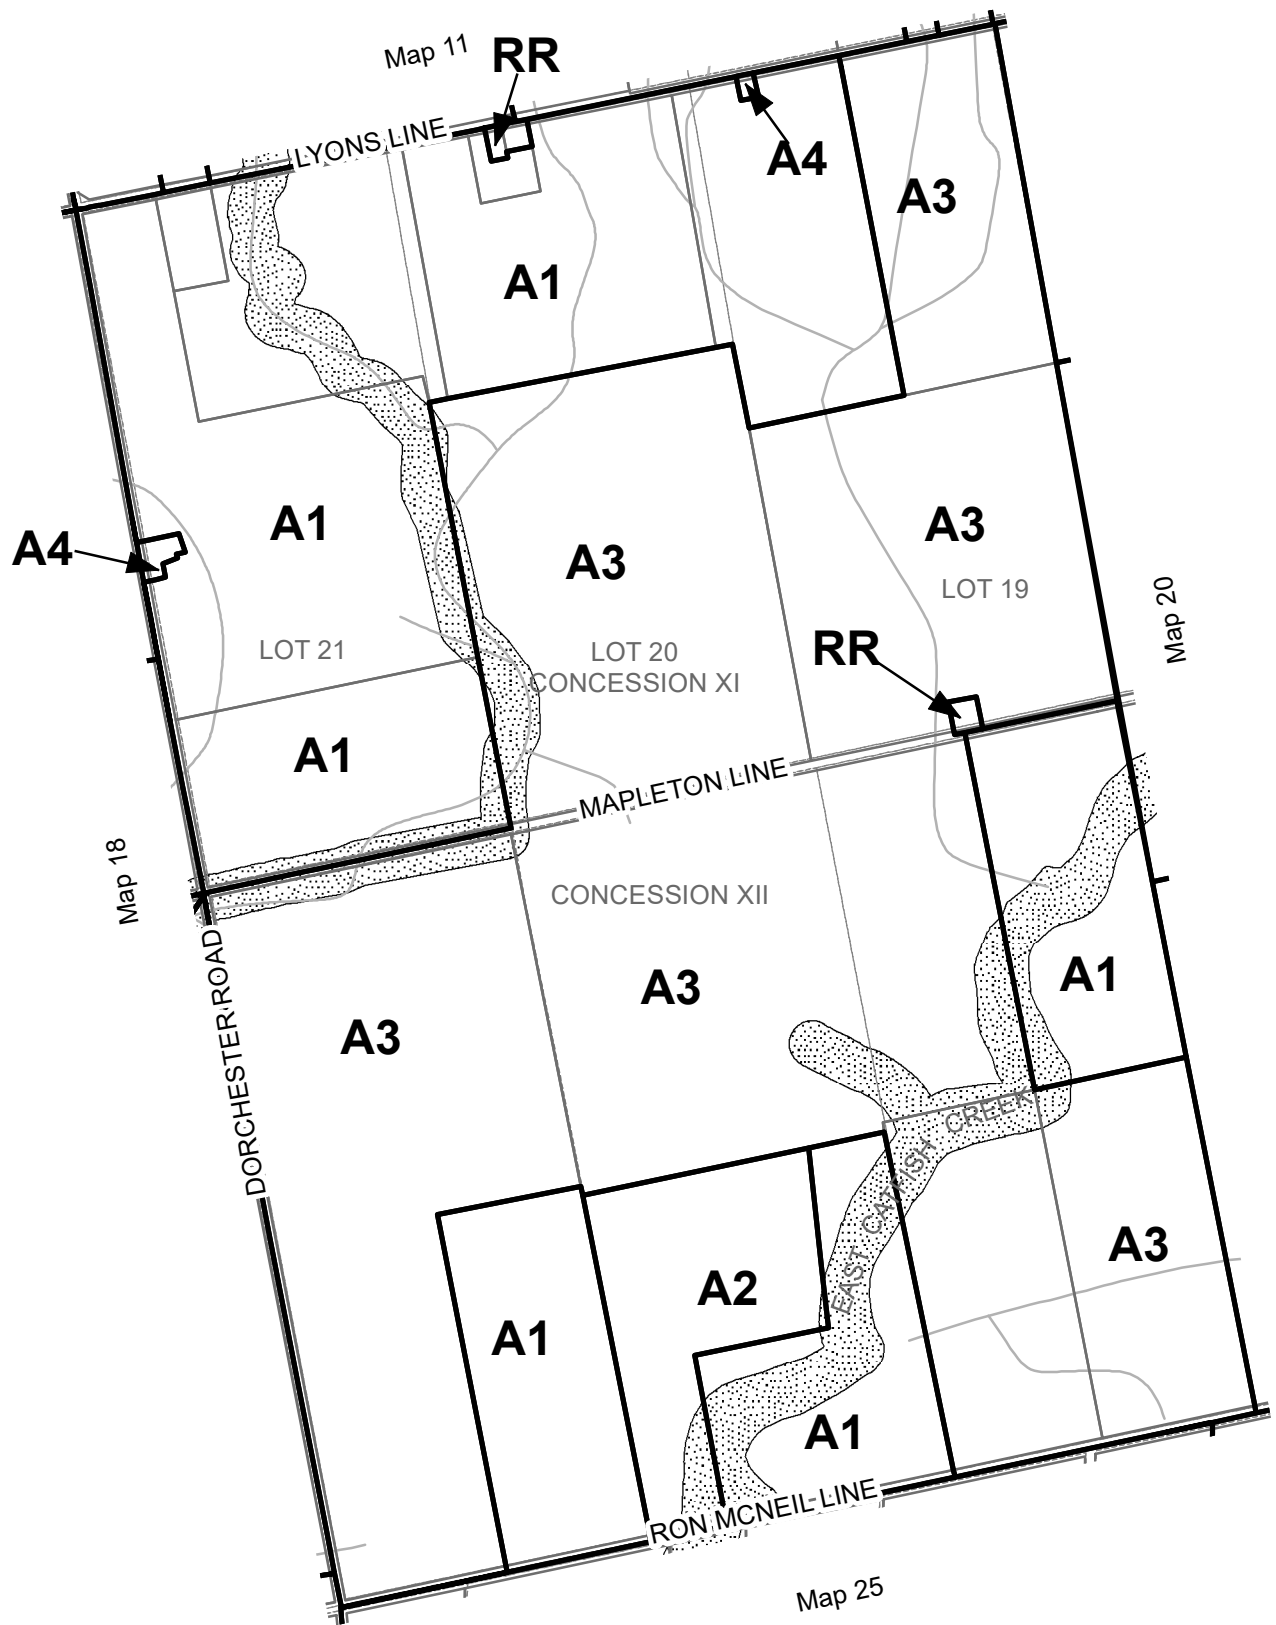 Map 11
RR
LYONS LINE
A4
A3
A1
A1
A4
A3
A3
LOT 19
Map 20
LOT 21
LOT 20
CONCESSION XI
RR
A1
MAPLETON LINE
Map 18
CONCESSION XII
DORCHESTER ROAD
A3
A3
A1
EAST CATFISH CREEK
A3
A2
A1
A1
RON MCNEIL LINE
Map 25